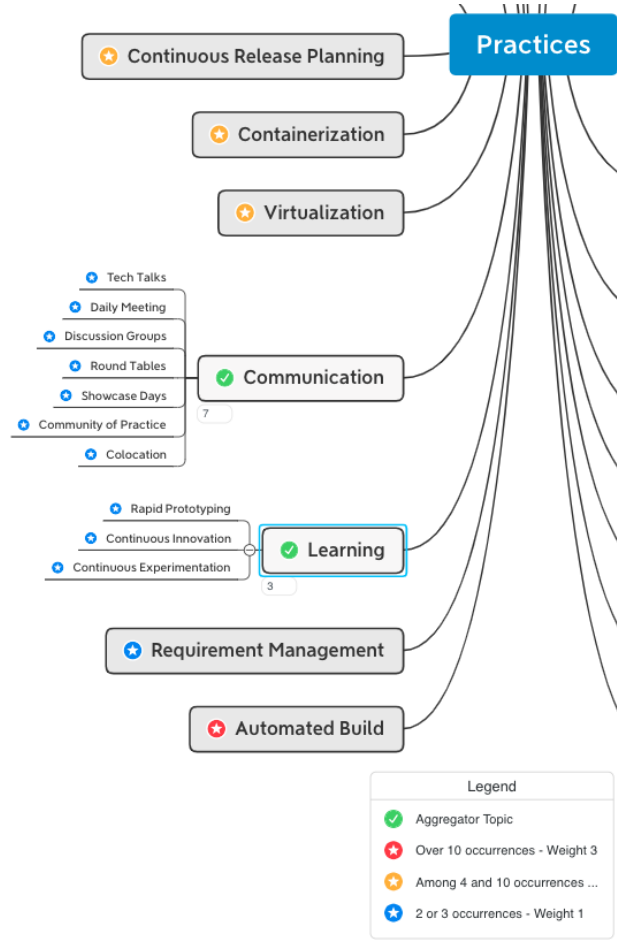 Practices
Continuous Release Planning
Containerization
Virtualization
Tech Talks
Daily Meeting
Discussion Groups
Round Tables
Showcase Days
Community of Practice
Colocation
Communication
7
Rapid Prototyping
Continuous Innovation
Continuous Experimentation
Learning
3
Requirement Management
Automated Build
Legend
Aggregator Topic
Over 10 occurrences - Weight 3
Among 4 and 10 occurrences ...
2 or 3 occurrences - Weight 1